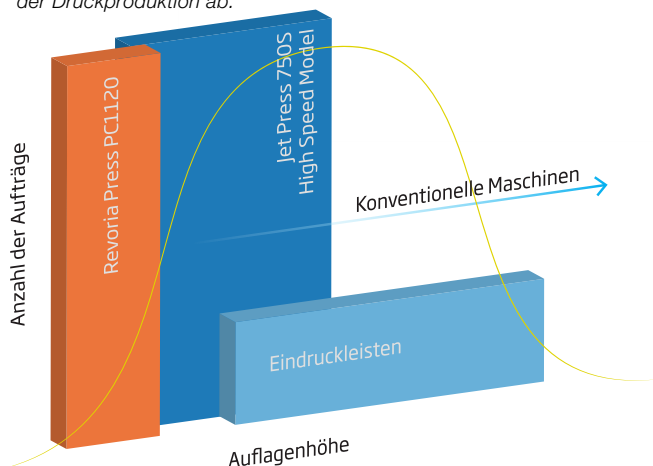 der Druckproduktion ab.
Jet Press 750S
High Speed Model
Revoria Press PC1120
Anzahl der Aufträge
Konventionelle Maschinen
Eindruckleisten
Auflagenhöhe